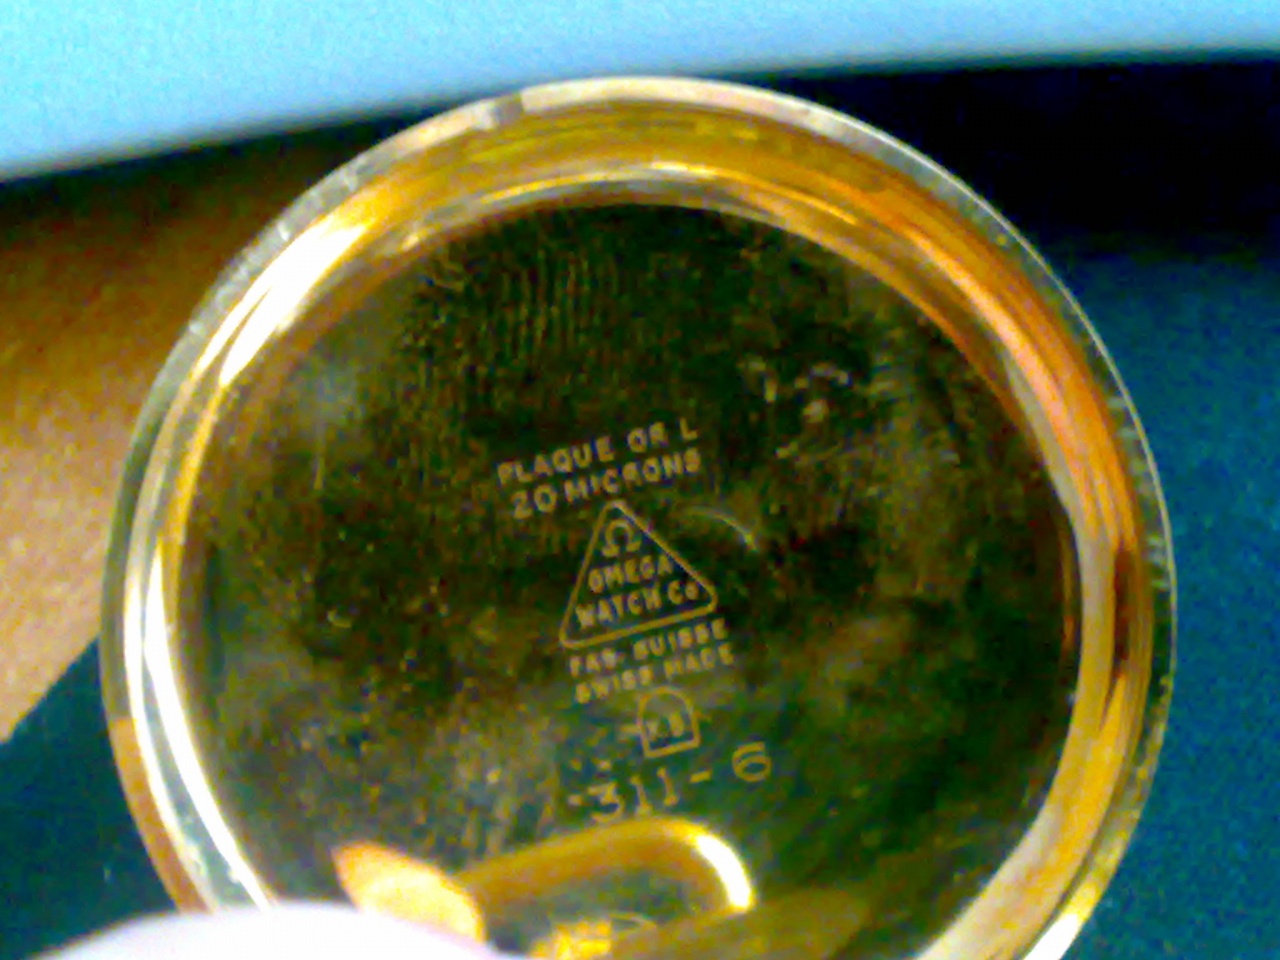 PLAQUE OR L
20 MICRONS
Ω
OMEGA
WATCH Co
FAB. SUISSE
SWISS MADE
311-6